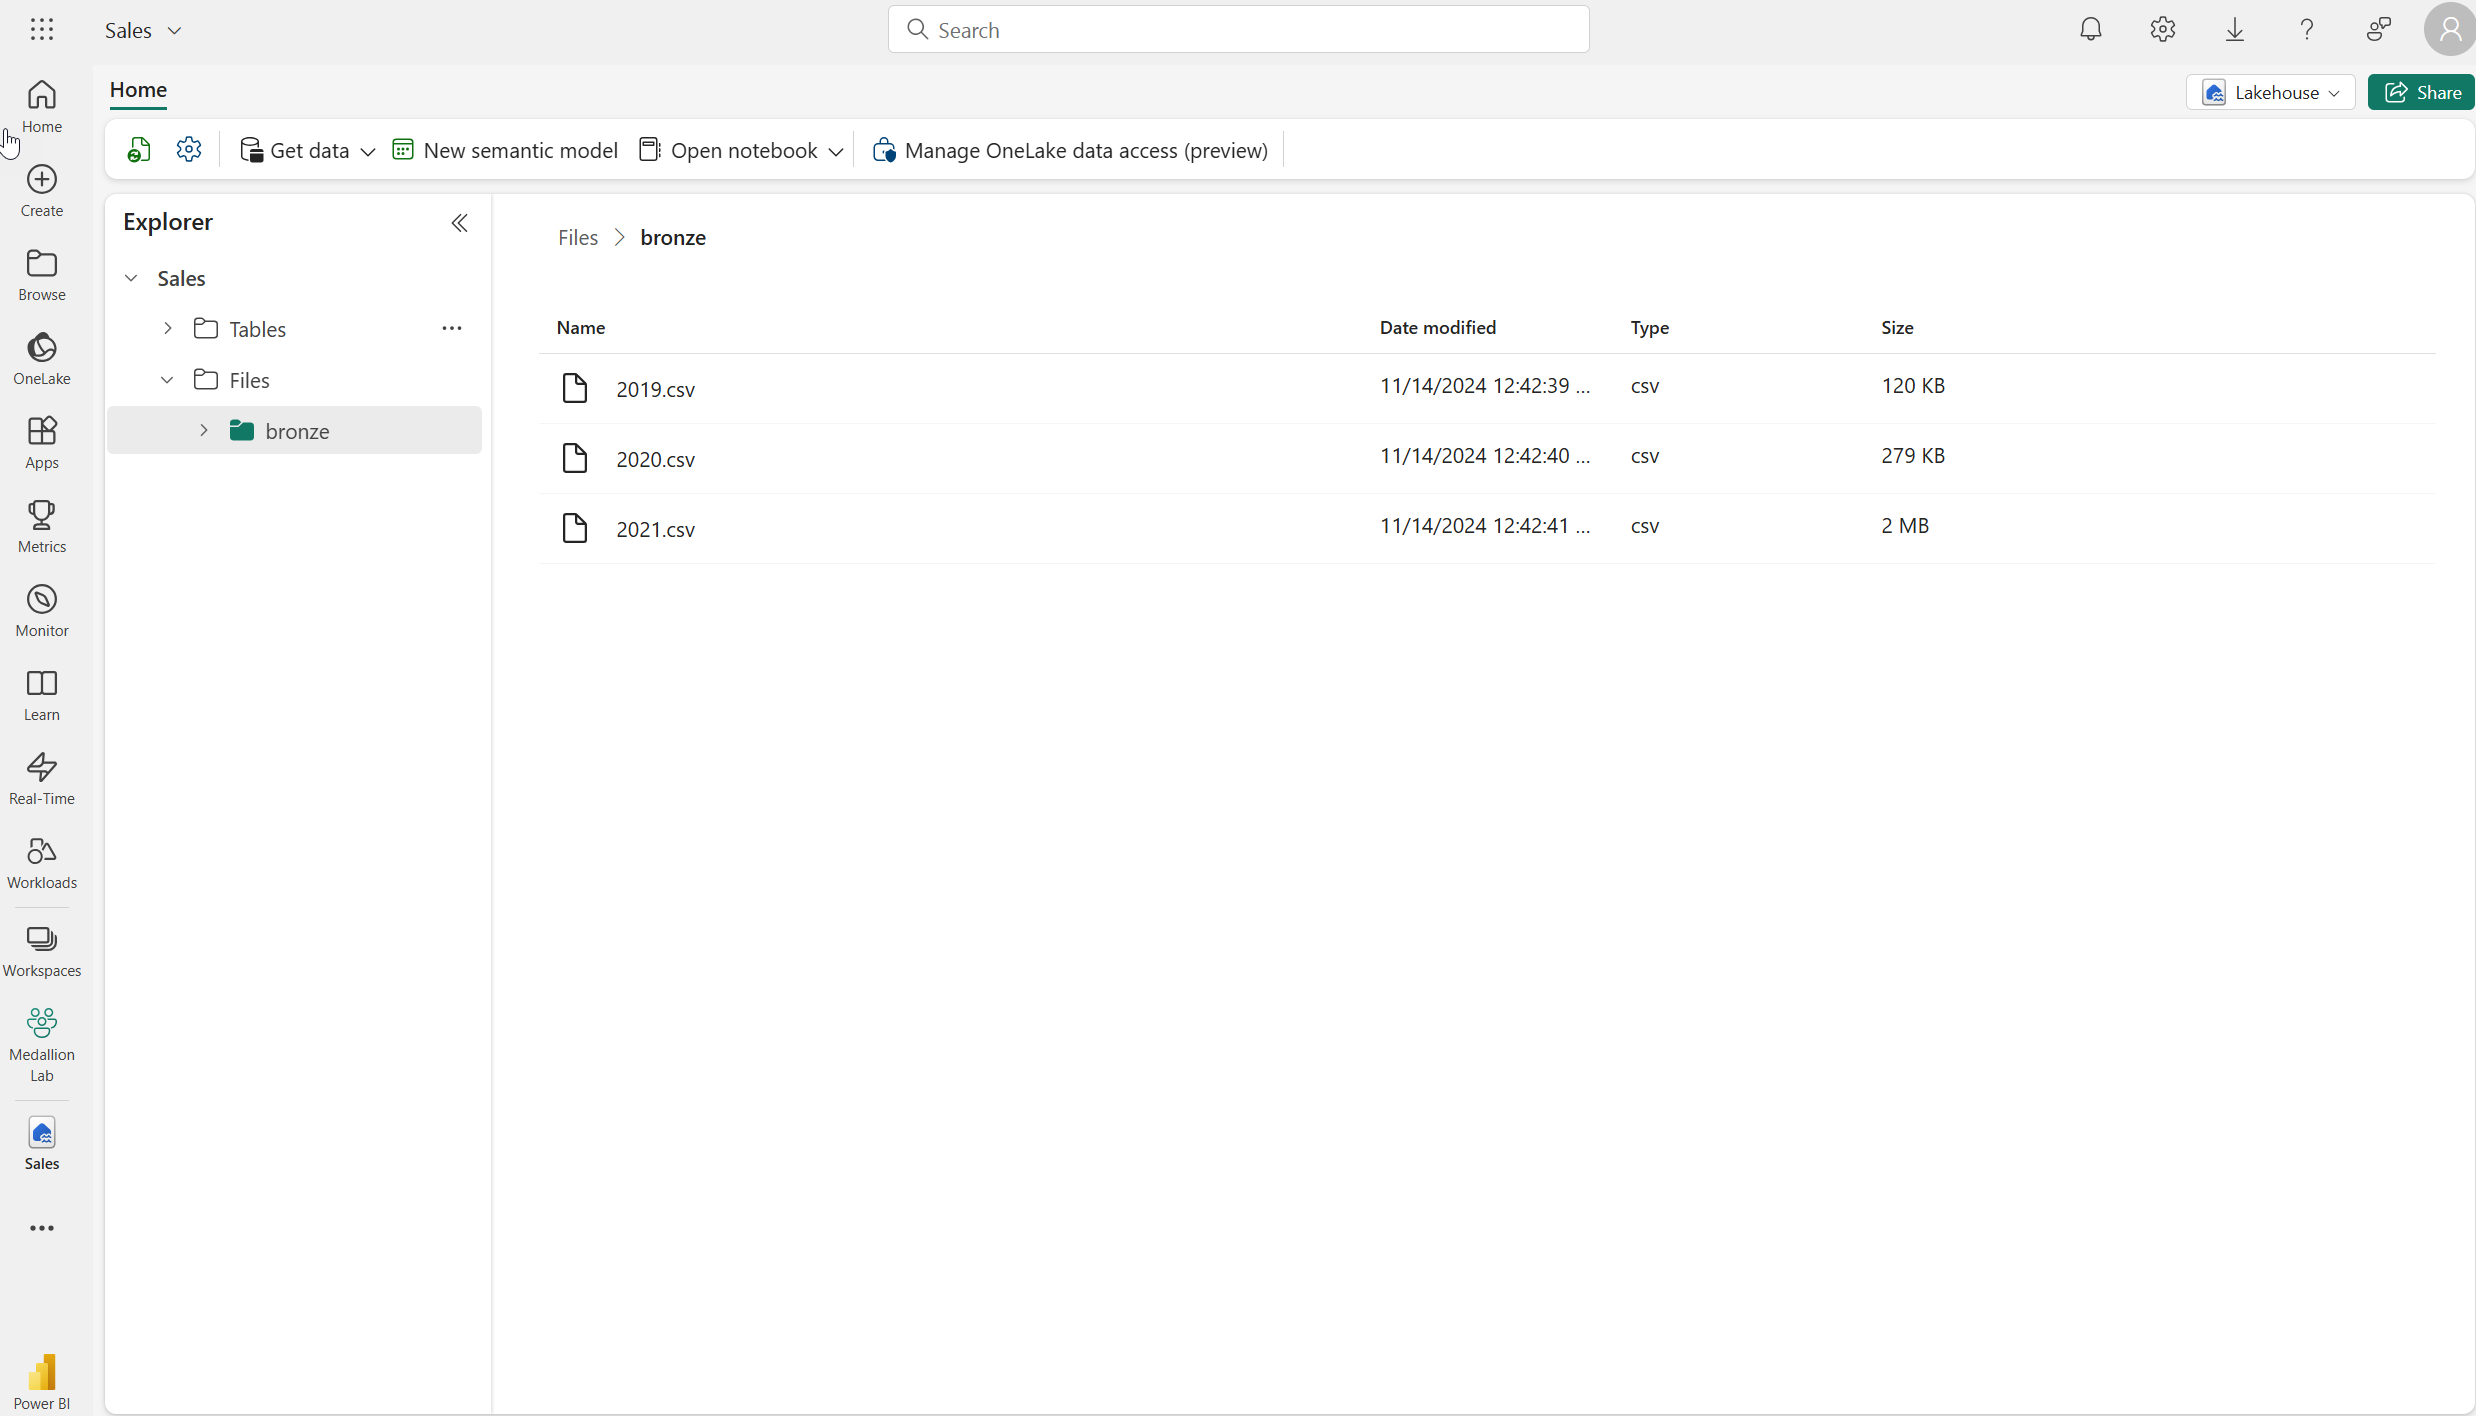 Sales
Search
Home
Lakehouse
Share
Get data
New semantic model
Open notebook
Manage OneLake data access (preview)
Home
Create
Browse
OneLake
Apps
Metrics
Monitor
Learn
Real-Time
Workloads
Workspaces
Medallion
Lab
Sales
Power BI
Explorer
Sales
Tables
Files
bronze
Files > bronze
Name Date modified Type Size
2019.csv 11/14/2024 12:42:39 ... csv 120 KB
2020.csv 11/14/2024 12:42:40 ... csv 279 KB
2021.csv 11/14/2024 12:42:41 ... csv 2 MB